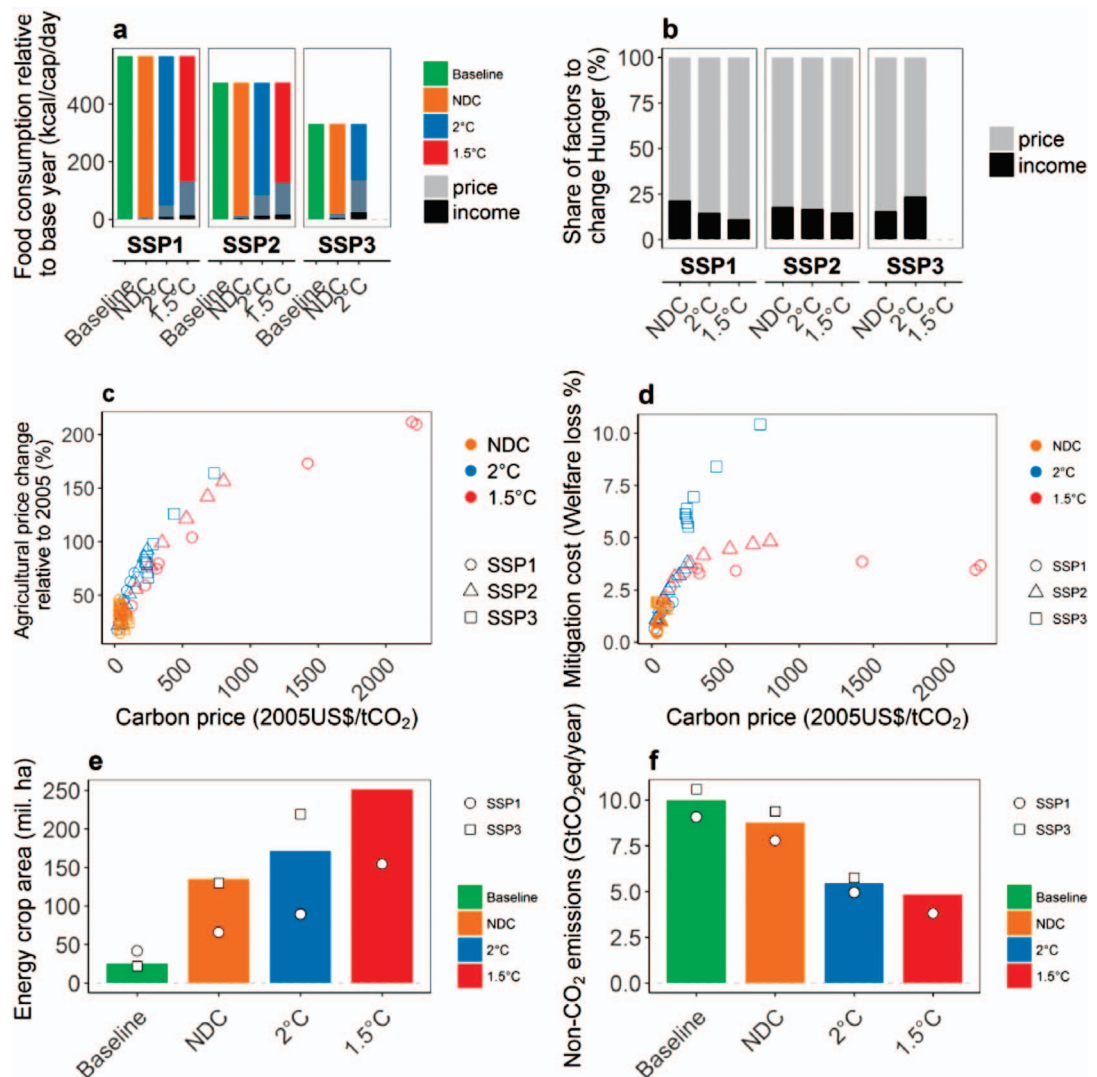 a
Food consumption relative
to base year (kcal/cap/day)
400
200
0
SSP1
SSP2
SSP3
Baseline
NDC
2°C
1.5°C
Baseline
NDC
2°C
1.5°C
Baseline
NDC
2°C
Baseline
NDC
2°C
1.5°C
price
income
b
Share of factors to
change Hunger (%)
100
75
50
25
0
SSP1
SSP2
SSP3
NDC
2°C
1.5°C
NDC
2°C
1.5°C
NDC
2°C
1.5°C
price
income
c
Agricultural price change
relative to 2005 (%)
200
150
100
50
0
500
1000
1500
2000
Carbon price (2005US$/tCO₂)
NDC
2°C
1.5°C
SSP1
SSP2
SSP3
d
Mitigation cost (Welfare loss %)
10.0
7.5
5.0
2.5
0.0
0
500
1000
1500
2000
Carbon price (2005US$/tCO₂)
NDC
2°C
1.5°C
SSP1
SSP2
SSP3
e
Energy crop area (mil. ha)
250
200
150
100
50
0
Baseline
NDC
2°C
1.5°C
SSP1
SSP3
Baseline
NDC
2°C
1.5°C
f
Non-CO₂ emissions (GtCO₂eq/year)
10.0
7.5
5.0
2.5
0.0
Baseline
NDC
2°C
1.5°C
SSP1
SSP3
Baseline
NDC
2°C
1.5°C